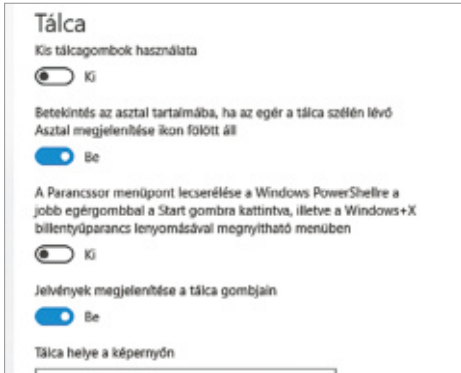 Tálca
Kis tálcagombok használata
Ki
Betekintés az asztal tartalmába, ha az egér a tálca szélén lévő
Asztal megjelenítése ikon fölött áll
Be
A Parancssor menüpont lecserélése a Windows PowerShellre a
jobb egérgombbal a Start gombra kattintva, illetve a Windows+X
billentyűparancs lenyomásával megnyitható menüben
Ki
Jelvények megjelenítése a tálca gombjain
Be
Tálca helye a képernyőn